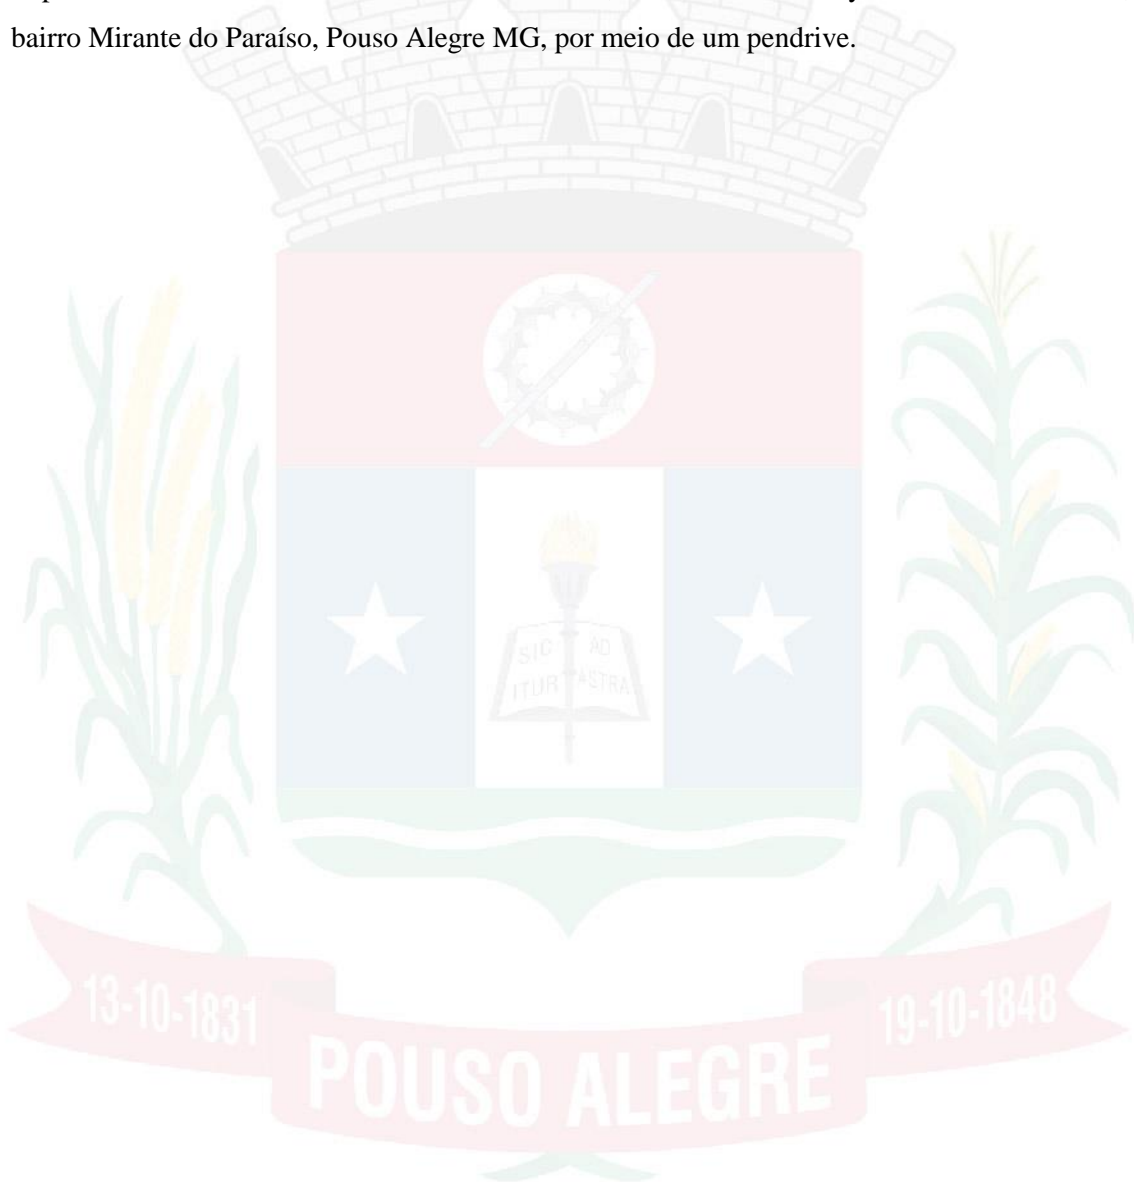 bairro Mirante do Paraíso, Pouso Alegre MG, por meio de um pendrive.
SIC AD
ITUR ASTRA
13-10-1831
19-10-1848
POUSO ALEGRE